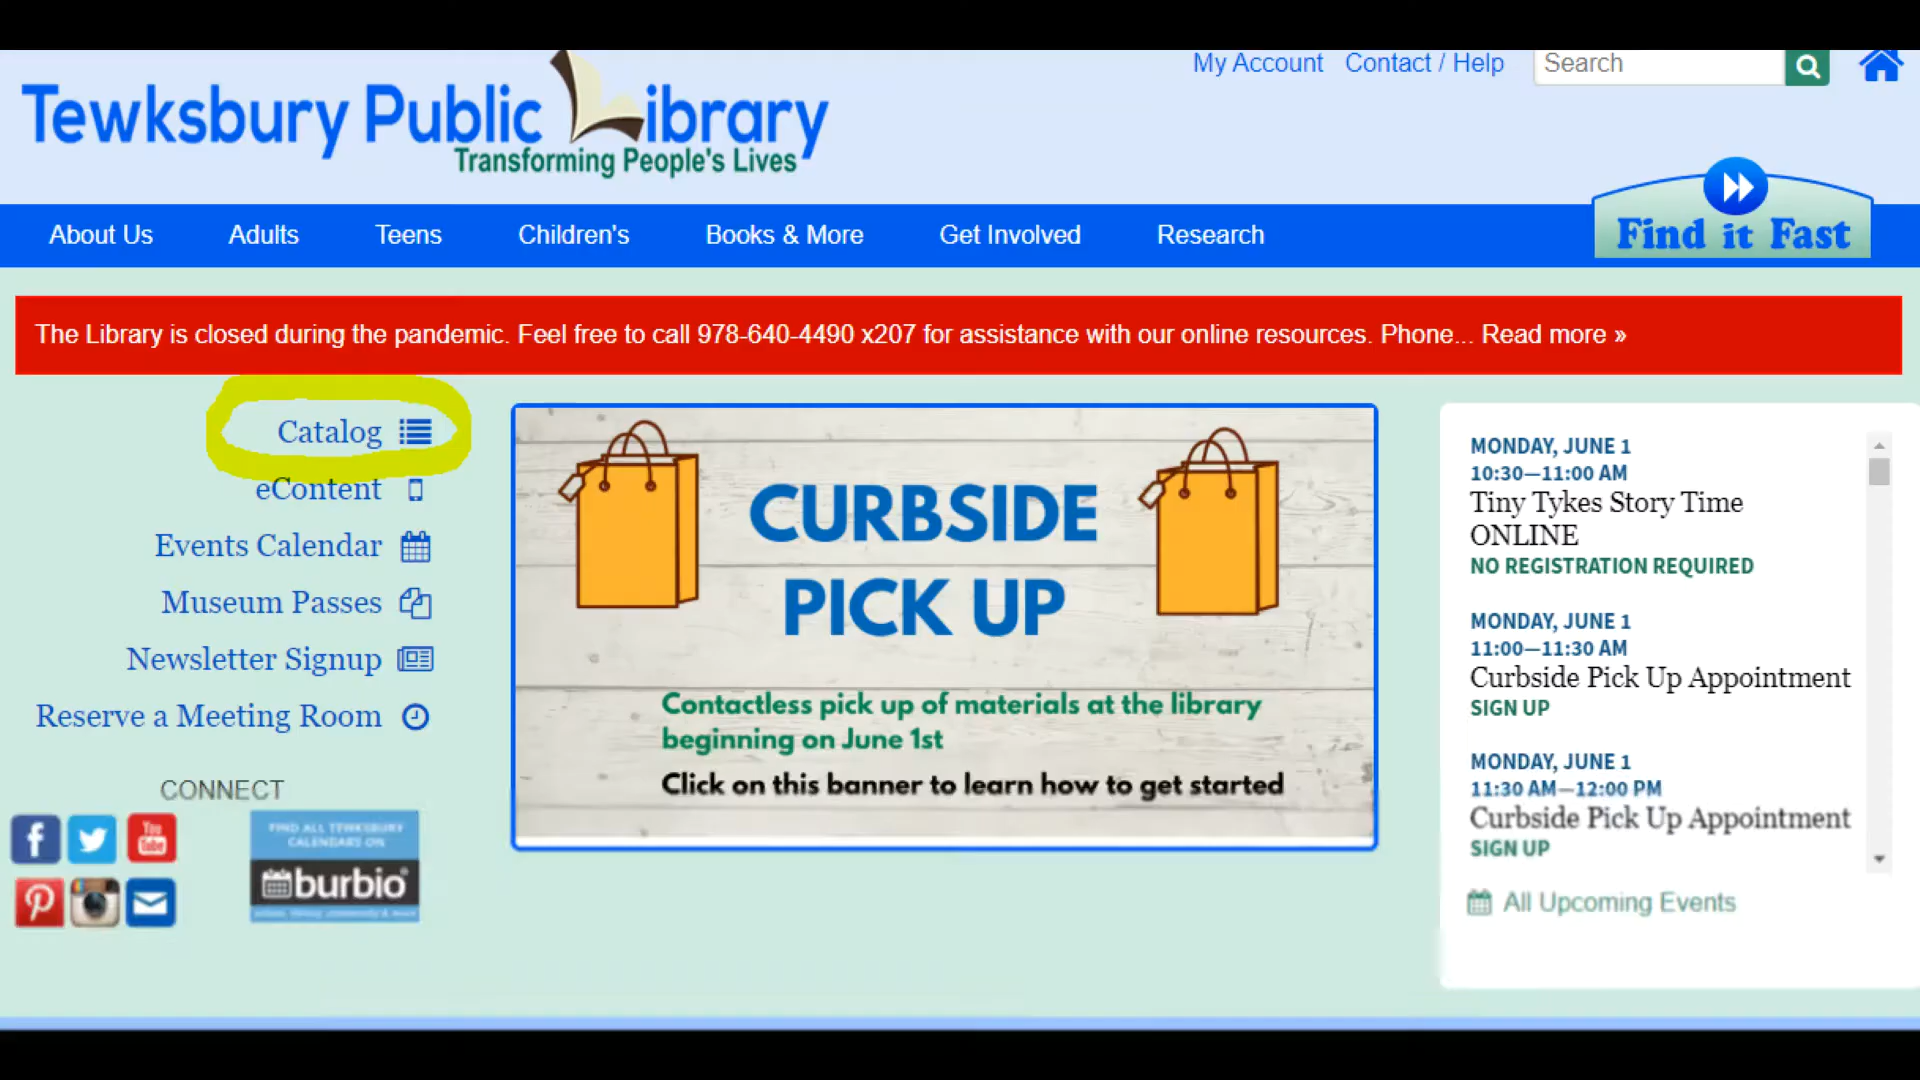 My Account Contact / Help Search
Tewksbury Public Library
Transforming People's Lives
About Us Adults Teens Children's Books & More Get Involved Research
Find it Fast
The Library is closed during the pandemic. Feel free to call 978-640-4490 x207 for assistance with our online resources. Phone... Read more »
Catalog
eContent
Events Calendar
Museum Passes
Newsletter Signup
Reserve a Meeting Room
CONNECT
You
Tube
FIND ALL TEWKSBURY
CALENDARS ON
burbio
CURBSIDE
PICK UP
Contactless pick up of materials at the library
beginning on June 1st
Click on this banner to learn how to get started
MONDAY, JUNE 1
10:30—11:00 AM
Tiny Tykes Story Time
ONLINE
NO REGISTRATION REQUIRED
MONDAY, JUNE 1
11:00—11:30 AM
Curbside Pick Up Appointment
SIGN UP
MONDAY, JUNE 1
11:30 AM—12:00 PM
Curbside Pick Up Appointment
SIGN UP
All Upcoming Events